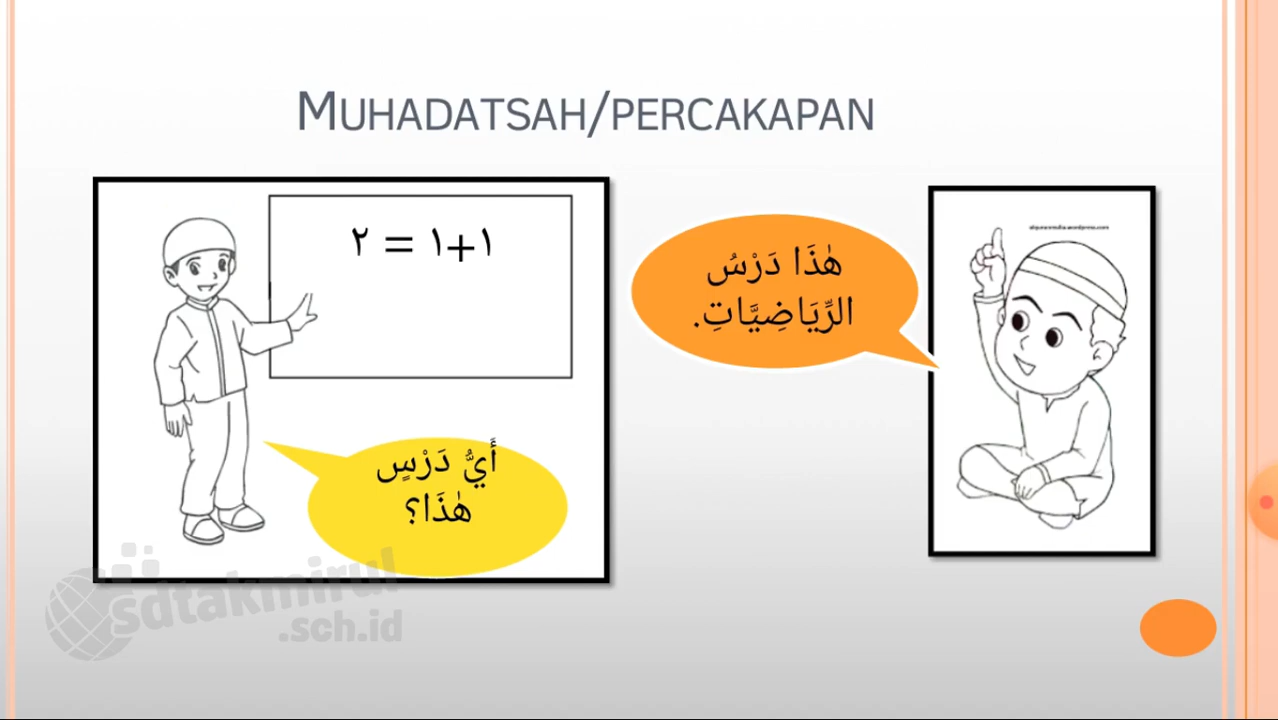 MUHADATSAH/PERCAKAPAN
١+١ = ٢
أَيُّ دَرْسٍ
هٰذَا؟
هٰذَا دَرْسُ
الرِّيَاضِيَّاتِ.
sdtakmirul
.sch.id